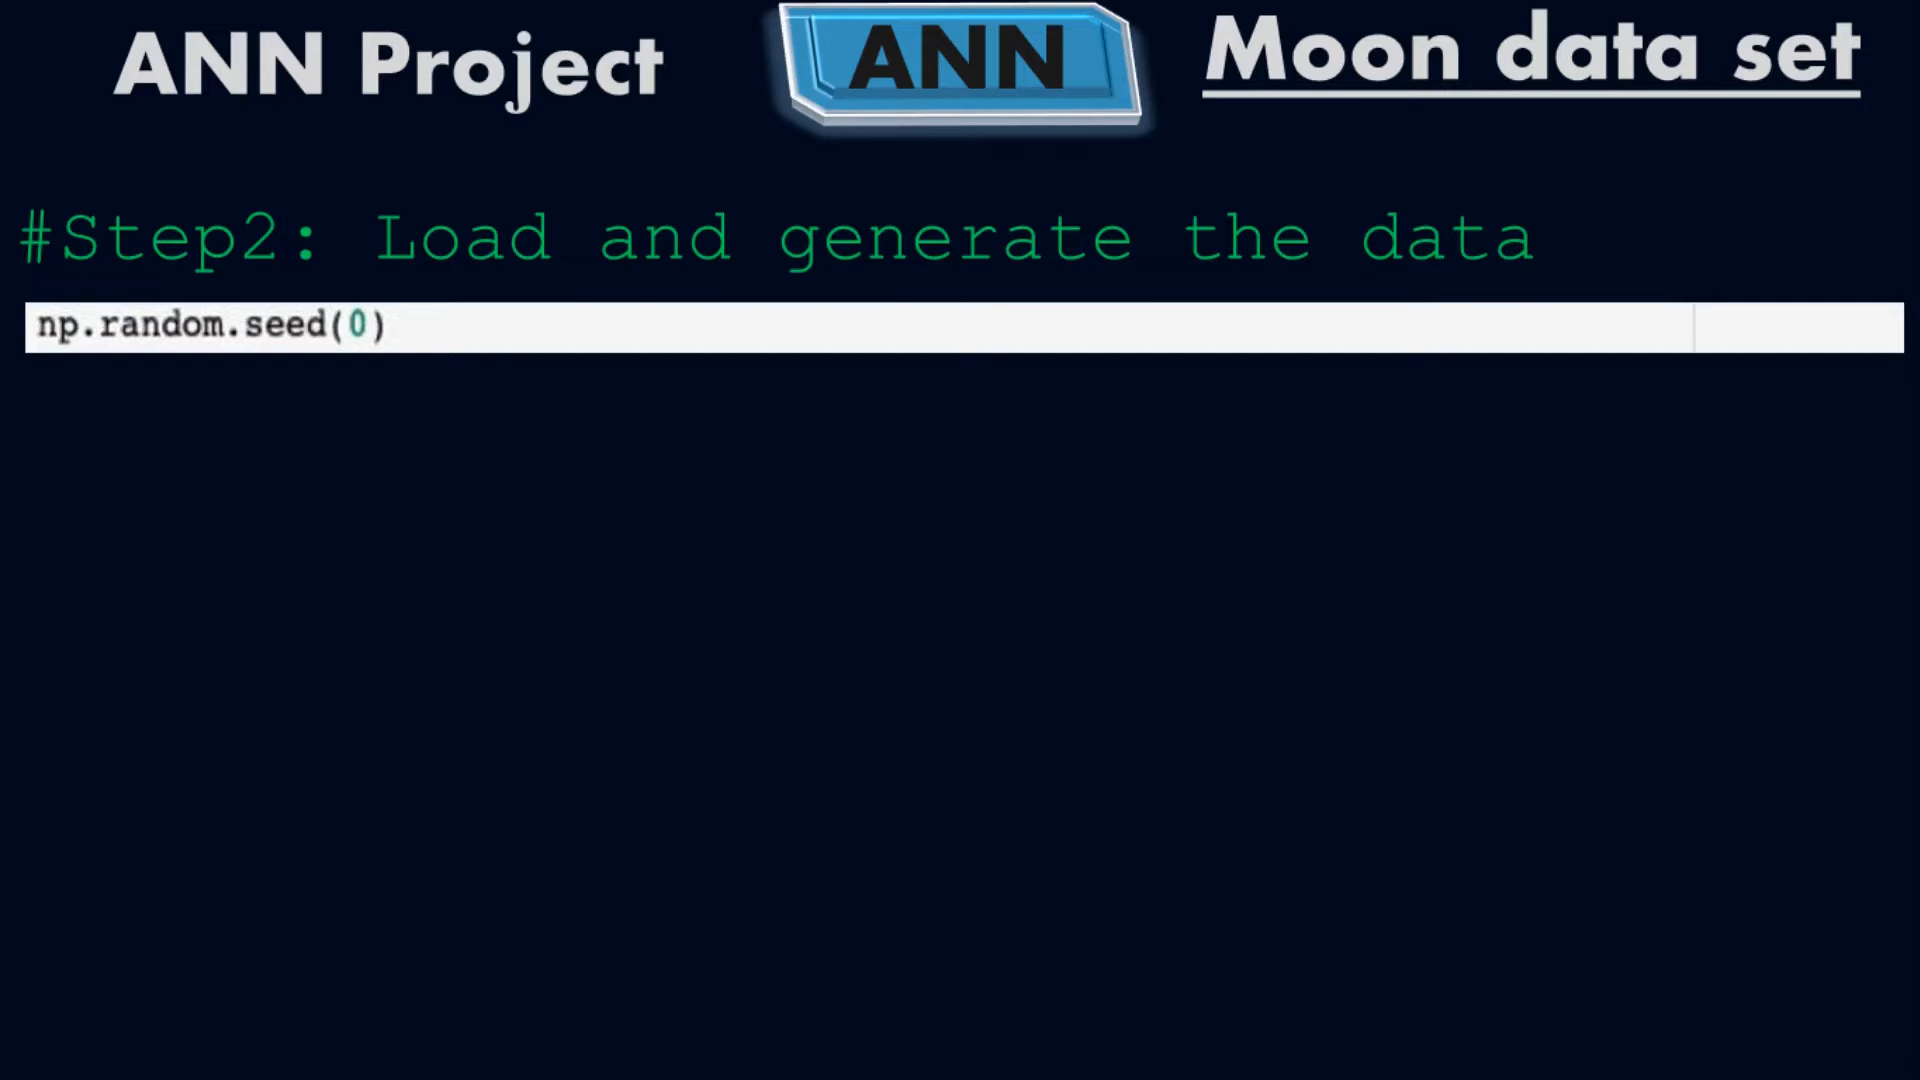 ANN Project
ANN
Moon data set
#Step2: Load and generate the data
np.random.seed(0)